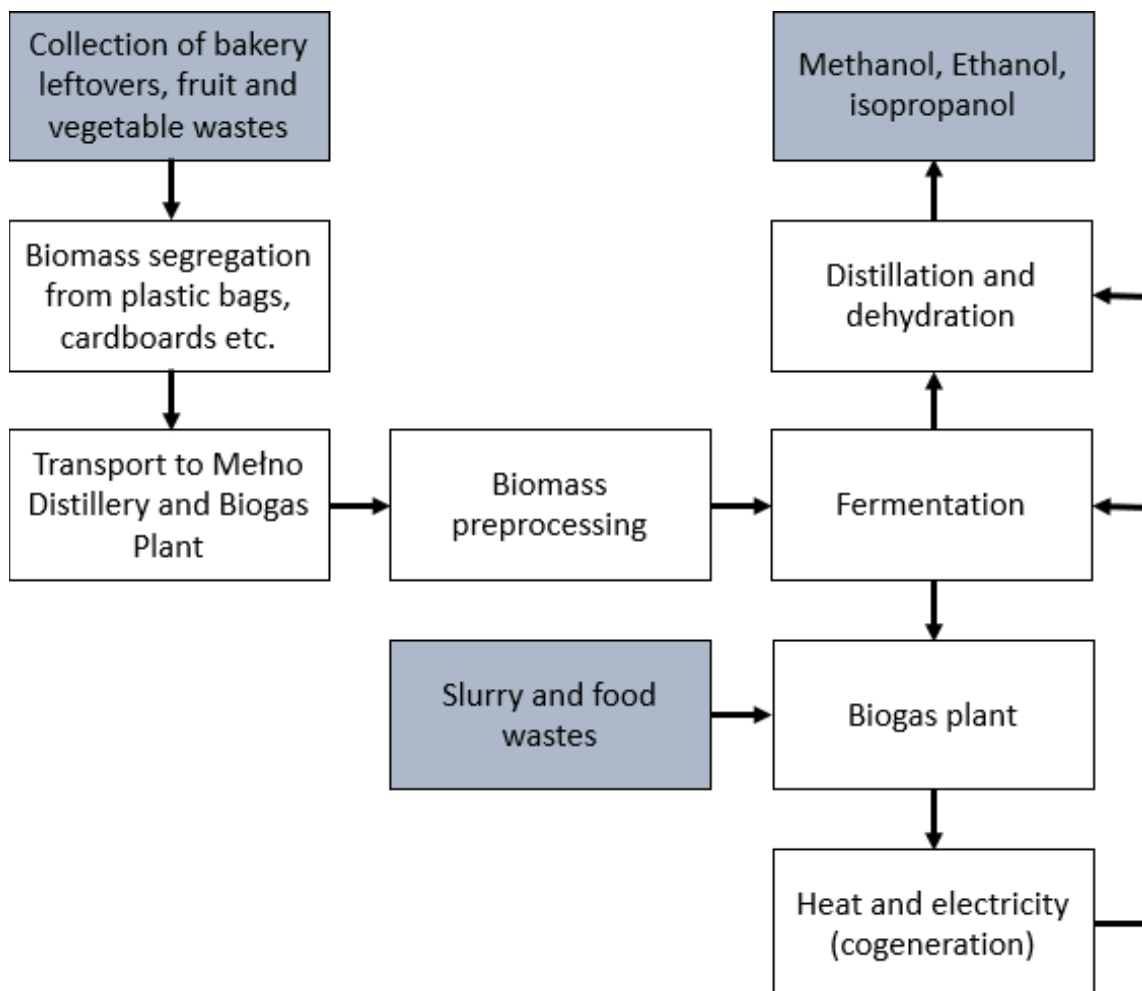 Collection of bakery
leftovers, fruit and
vegetable wastes
Methanol, Ethanol,
isopropanol
Biomass segregation
from plastic bags,
cardboards etc.
Distillation and
dehydration
Transport to Mełno
Distillery and Biogas
Plant
Biomass
preprocessing
Fermentation
Slurry and food
wastes
Biogas plant
Heat and electricity
(cogeneration)